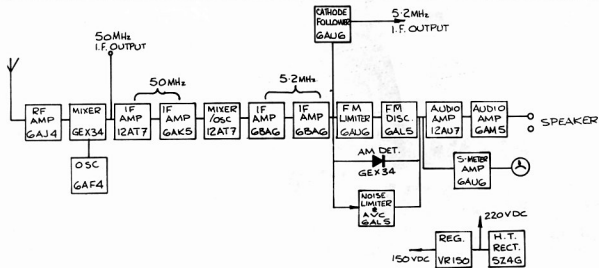 CATHODE
FOLLOWER
6AU6
5·2MHz
I.F. OUTPUT
50MHz
I.F. OUTPUT
50MHz
5·2MHz
RF
AMP
6AJ4
MIXER
GEX34
IF
AMP
12AT7
IF
AMP
6AK5
MIXER
/OSC
12AT7
IF
AMP
6BA6
IF
AMP
6BA6
FM
LIMITER
6AU6
FM
DISC.
6AL5
AUDIO
AMP
12AU7
AUDIO
AMP
6AM5
SPEAKER
OSC
6AF4
AM DET.
GEX34
S·METER
AMP
6AU6
NOISE
LIMITER
&
AVC
6AL5
220VDC
150VDC
REG.
VR150
H.T.
RECT.
5Z4G